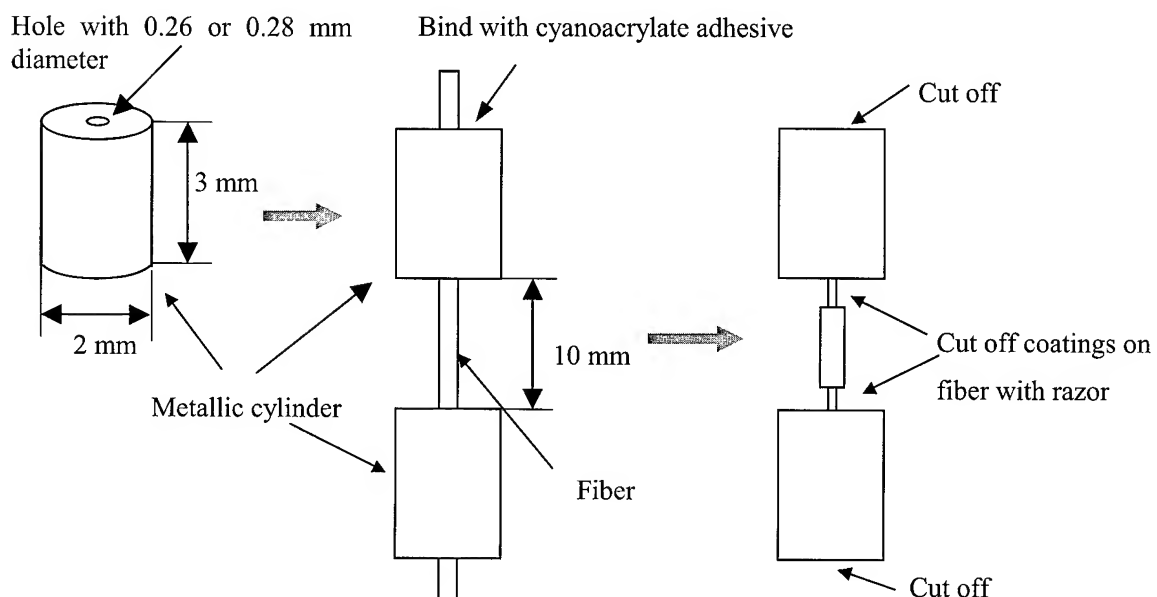 Hole with 0.26 or 0.28 mm
diameter
Bind with cyanoacrylate adhesive
Cut off
3 mm
2 mm
10 mm
Cut off coatings on
fiber with razor
Metallic cylinder
Fiber
Cut off